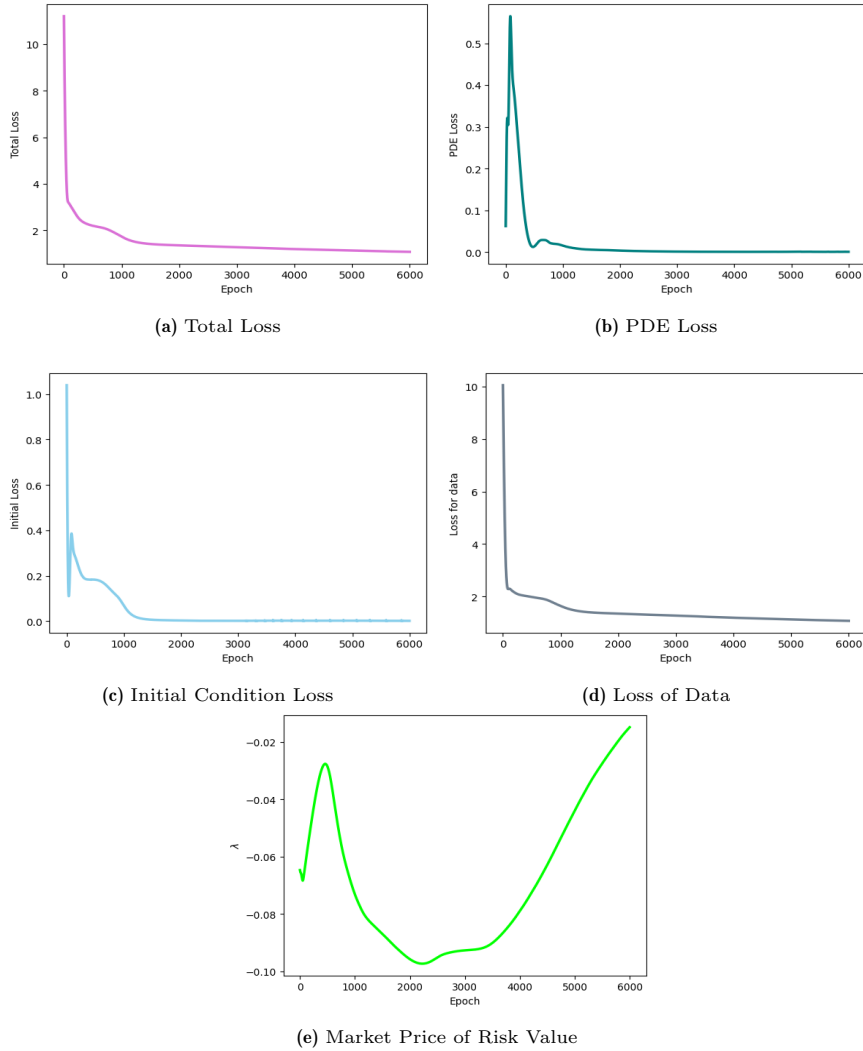 10
8
6
4
2
Total Loss
0 1000 2000 3000 4000 5000 6000
Epoch
(a) Total Loss
0.5
0.4
0.3
0.2
0.1
0.0
PDE Loss
0 1000 2000 3000 4000 5000 6000
Epoch
(b) PDE Loss
1.0
0.8
0.6
0.4
0.2
0.0
Initial Loss
0 1000 2000 3000 4000 5000 6000
Epoch
(c) Initial Condition Loss
10
8
6
4
2
Loss for data
0 1000 2000 3000 4000 5000 6000
Epoch
(d) Loss of Data
−0.02
−0.04
−0.06
−0.08
−0.10
λ
0 1000 2000 3000 4000 5000 6000
Epoch
(e) Market Price of Risk Value